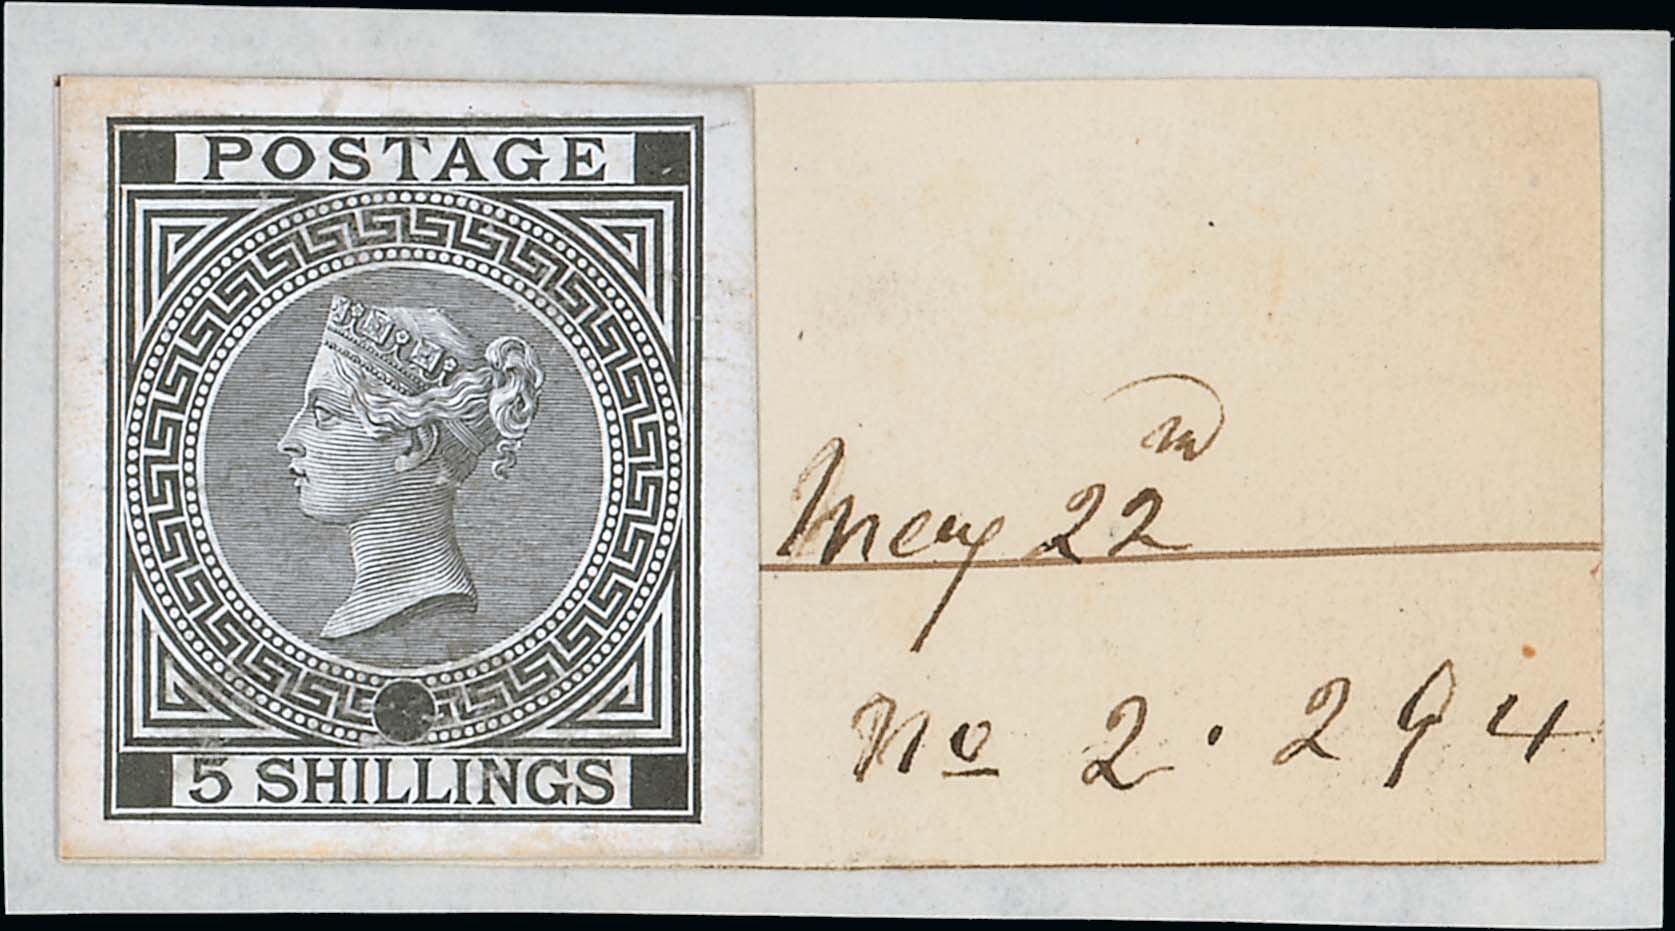 POSTAGE
5 SHILLINGS
May 22nd
No 2.294